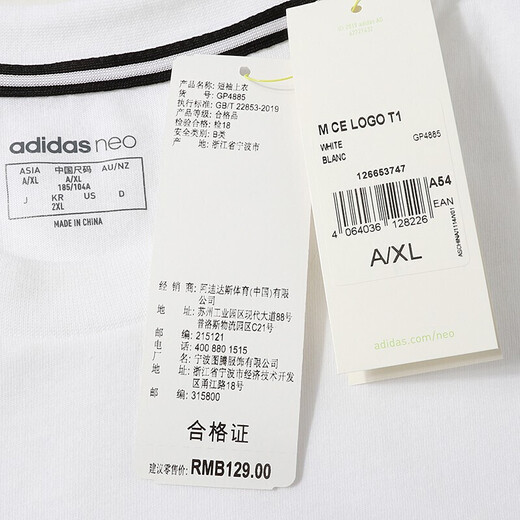 adidas neo
ASIA 中国尺码 AU/NZ
A/XL A/XL
185/104A
J KR US D
2XL
MADE IN CHINA
产品名称: 短袖上衣
货 号: GP4885
执行标准: GB/T 22853-2019
产品等级: 合格品
检验合格: 检18
安全类别: B类
产 地: 浙江省宁波市
经 销 商: 阿迪达斯体育(中国)有限
公司
地 址: 苏州工业园区现代大道88号
普洛斯物流园区C21号
邮 编: 215121
电 话: 400 880 1515
厂 名: 宁波图腾服饰有限公司
地 址: 浙江省宁波市经济技术开发
区甬江路18号
邮 编: 315800
合格证
建议零售价: RMB129.00
M CE LOGO T1
WHITE GP4885
BLANC
126653747
A54
EAN
4 064036 128226
ASCHINA/1114/V01
A/XL
adidas.com/neo